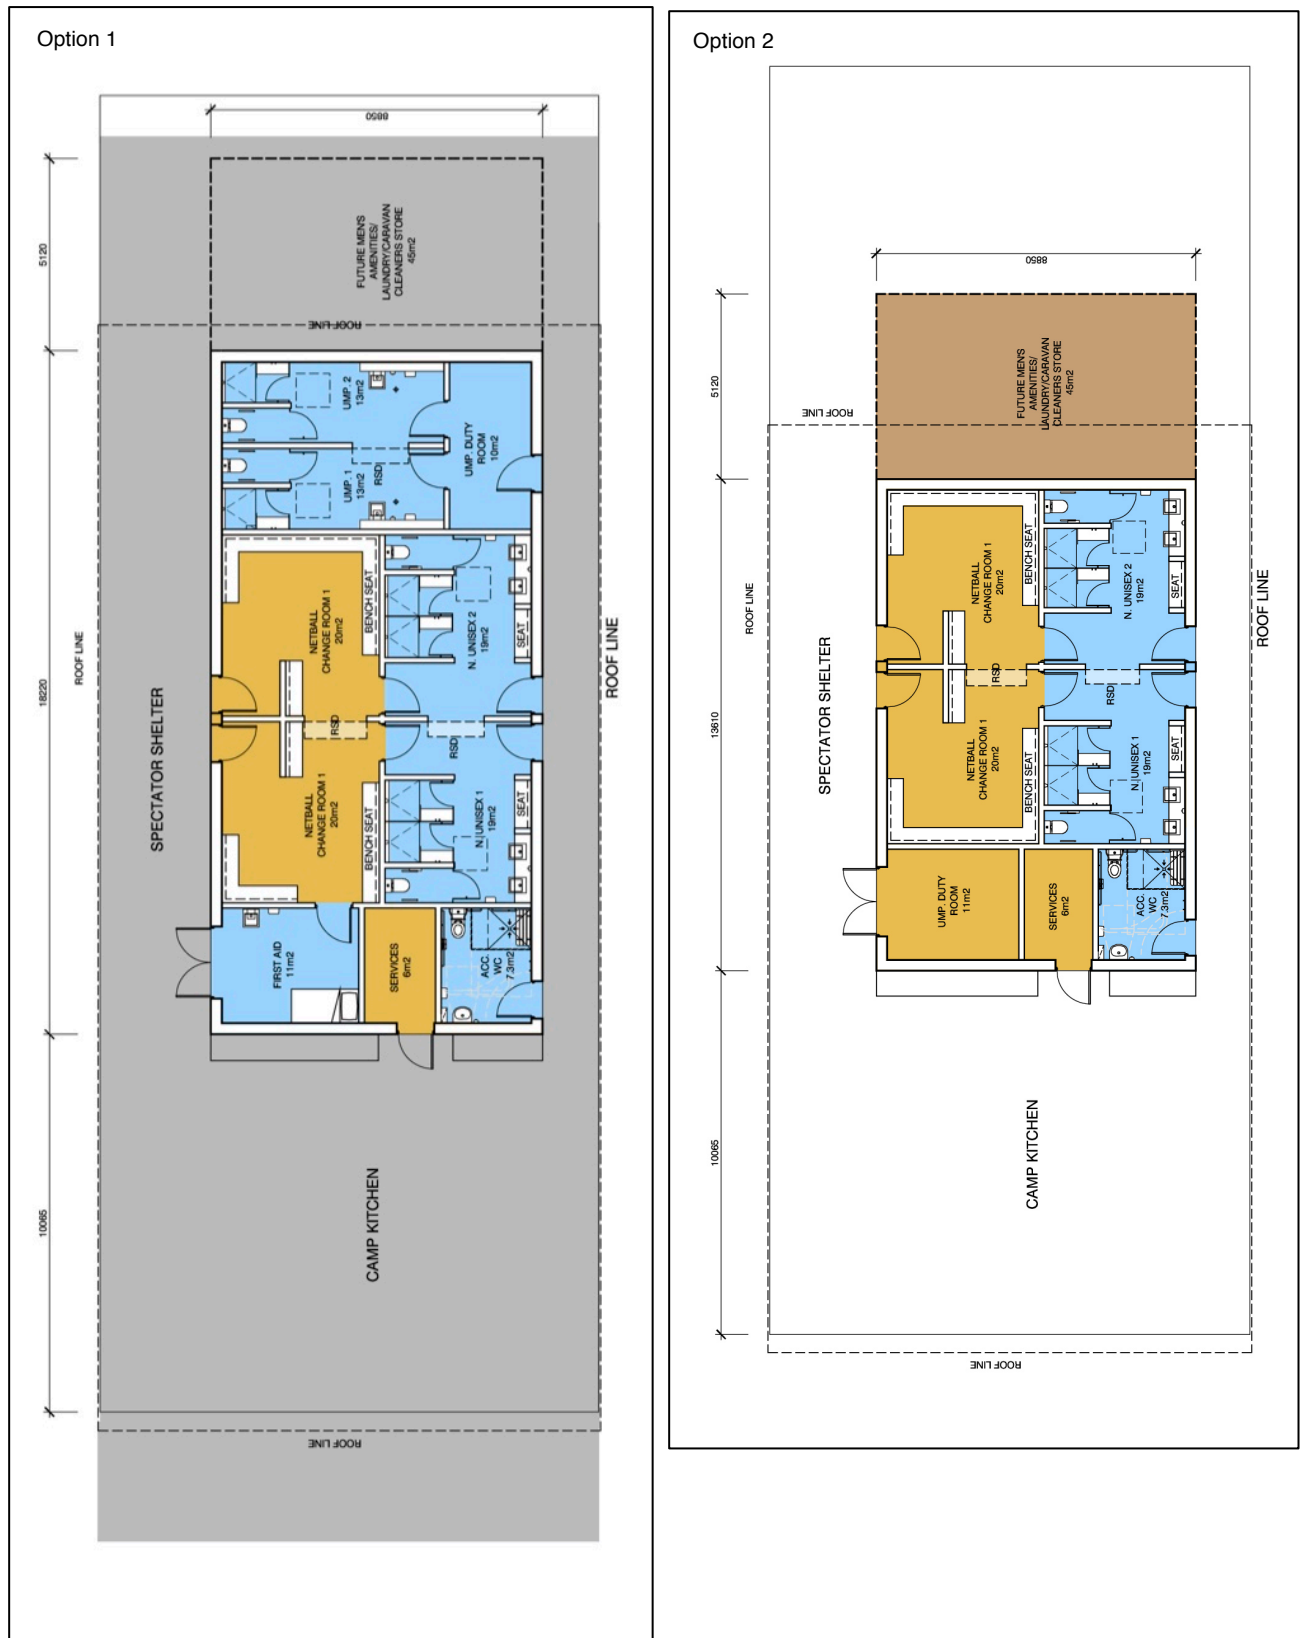 Option 1
8850
5120
FUTURE MEN'S
AMENITIES/
LAUNDRY/CARAVAN
CLEANERS STORE
45m2
ROOF LINE
UMP. 2
13m2
UMP. 1
13m2
RSD
UMP. DUTY
ROOM
10m2
ROOF LINE
SPECTATOR SHELTER
18220
NETBALL
CHANGE ROOM 1
20m2
BENCH SEAT
N. UNISEX 2
19m2
SEAT
ROOF LINE
RSD
RSD
NETBALL
CHANGE ROOM 1
20m2
BENCH SEAT
N. UNISEX 1
19m2
SEAT
FIRST AID
11m2
SERVICES
6m2
ACC.
WC
7.3m2
10065
CAMP KITCHEN
ROOF LINE
Option 2
8850
5120
FUTURE MEN'S
AMENITIES/
LAUNDRY/CARAVAN
CLEANERS STORE
45m2
ROOF LINE
ROOF LINE
SPECTATOR SHELTER
13610
NETBALL
CHANGE ROOM 1
20m2
BENCH SEAT
N. UNISEX 2
19m2
SEAT
ROOF LINE
RSD
RSD
NETBALL
CHANGE ROOM 1
20m2
BENCH SEAT
N. UNISEX 1
19m2
SEAT
UMP. DUTY
ROOM
11m2
SERVICES
6m2
ACC.
WC
7.3m2
10065
CAMP KITCHEN
ROOF LINE